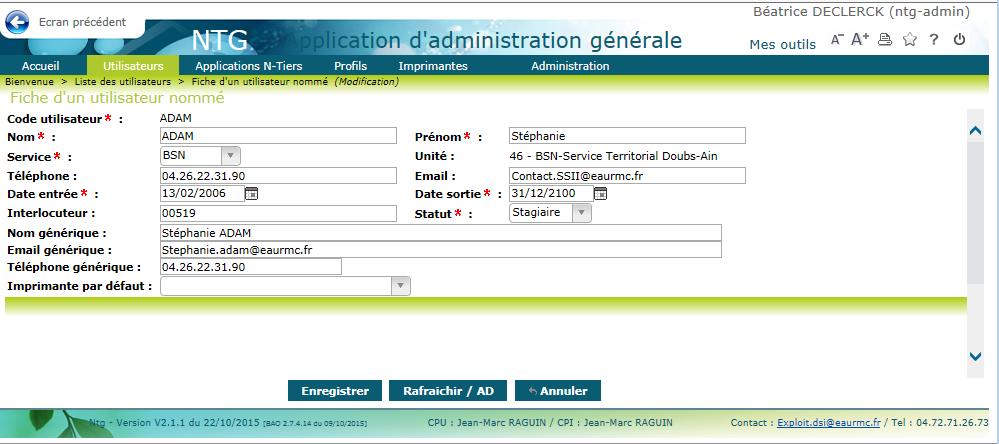 Béatrice DECLERCK (ntg-admin)
Ecran précédent
NTG Application d'administration générale
Mes outils A- A+ ?
Accueil Utilisateurs Applications N-Tiers Profils Imprimantes Administration
Bienvenue > Liste des utilisateurs > Fiche d'un utilisateur nommé (Modification)
Fiche d'un utilisateur nommé
Code utilisateur * : ADAM
Nom * : ADAM Prénom * : Stéphanie
Service * : BSN Unité : 46 - BSN-Service Territorial Doubs-Ain
Téléphone : 04.26.22.31.90 Email : Contact.SSII@eaurmc.fr
Date entrée * : 13/02/2006 Date sortie * : 31/12/2100
Interlocuteur : 00519 Statut * : Stagiaire
Nom générique : Stéphanie ADAM
Email générique : Stephanie.adam@eaurmc.fr
Téléphone générique : 04.26.22.31.90
Imprimante par défaut :
Enregistrer Rafraichir / AD Annuler
Ntg - Version V2.1.1 du 22/10/2015 [BAO 2.7.4.14 du 09/10/2015] CPU : Jean-Marc RAGUIN / CPI : Jean-Marc RAGUIN Contact : Exploit.dsi@eaurmc.fr / Tel : 04.72.71.26.73